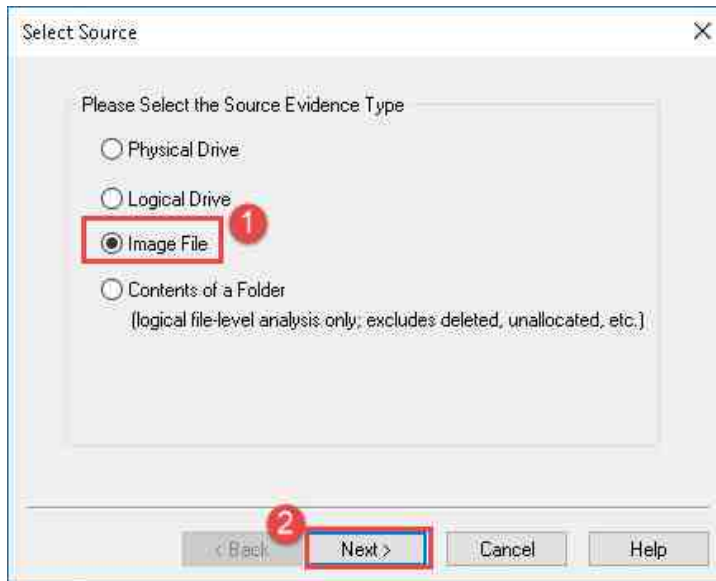 Select Source
Please Select the Source Evidence Type
Physical Drive
Logical Drive
1
Image File
Contents of a Folder
(logical file-level analysis only; excludes deleted, unallocated, etc.)
2
< Back Next > Cancel Help